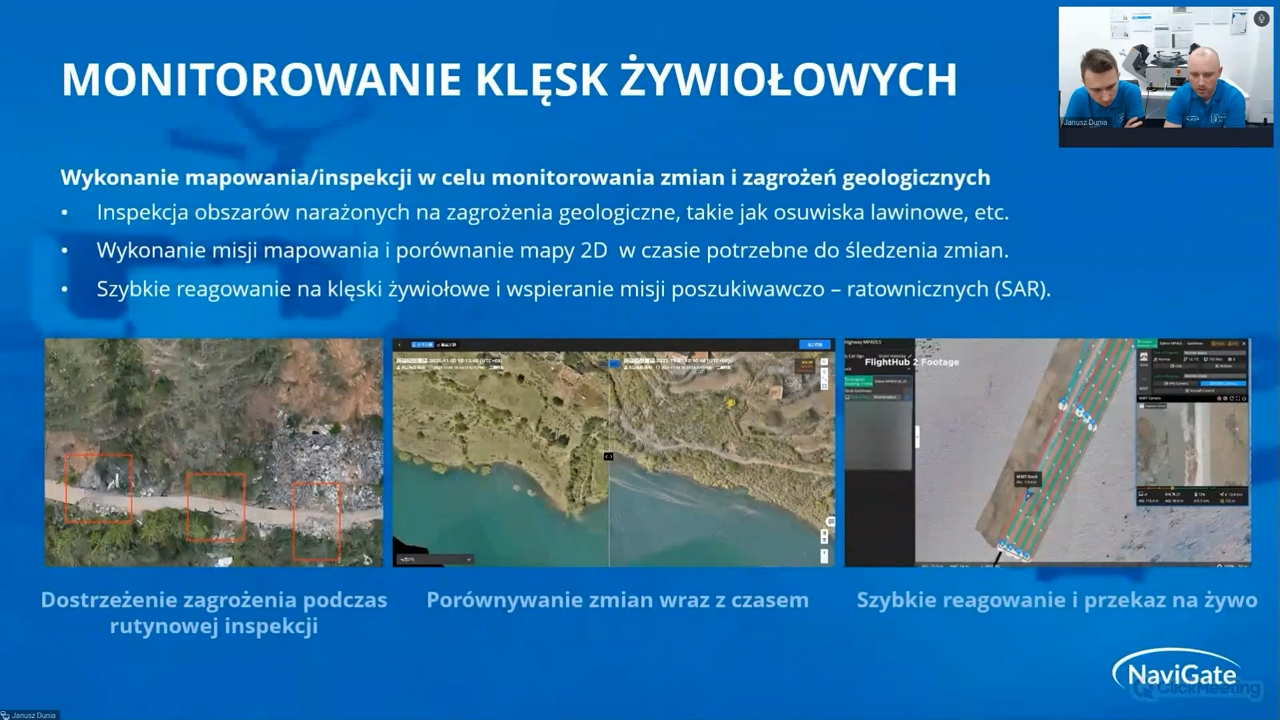 MONITOROWANIE KLĘSK ŻYWIOŁOWYCH
Janusz Dunia
Wykonanie mapowania/inspekcji w celu monitorowania zmian i zagrożeń geologicznych
• Inspekcja obszarów narażonych na zagrożenia geologiczne, takie jak osuwiska lawinowe, etc.
• Wykonanie misji mapowania i porównanie mapy 2D w czasie potrzebne do śledzenia zmian.
• Szybkie reagowanie na klęski żywiołowe i wspieranie misji poszukiwawczo – ratowniczych (SAR).
FlightHub 2 Footage
Dostrzeżenie zagrożenia podczas
rutynowej inspekcji
Porównywanie zmian wraz z czasem
Szybkie reagowanie i przekaz na żywo
NaviGate
ClickMeeting
Janusz Dunia